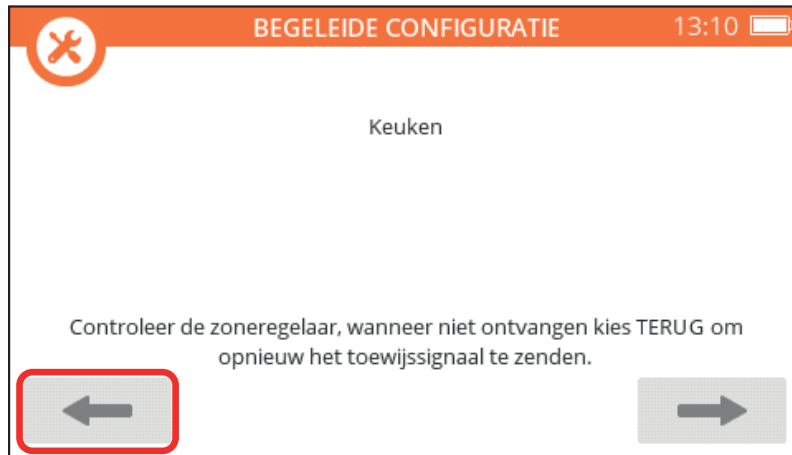 BEGELEIDE CONFIGURATIE 13:10
Keuken
Controleer de zoneregelaar, wanneer niet ontvangen kies TERUG om
opnieuw het toewijssignaal te zenden.